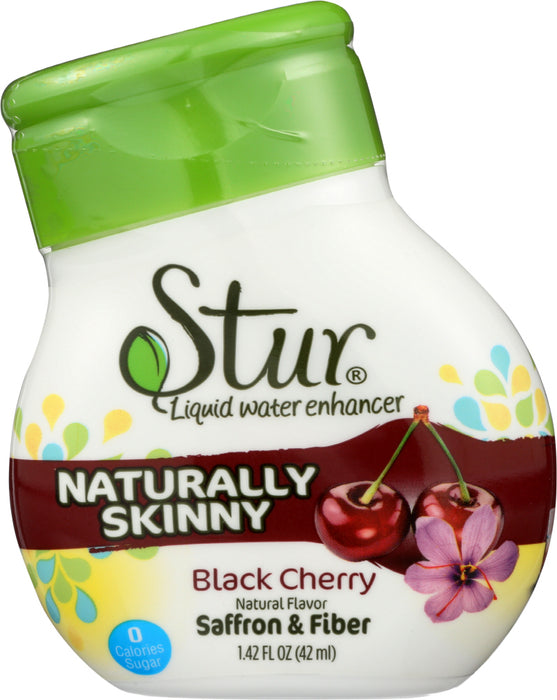 Stur®
Liquid water enhancer
NATURALLY
SKINNY
Black Cherry
Natural Flavor
Saffron & Fiber
1.42 FL OZ (42 ml)
0
Calories
Sugar